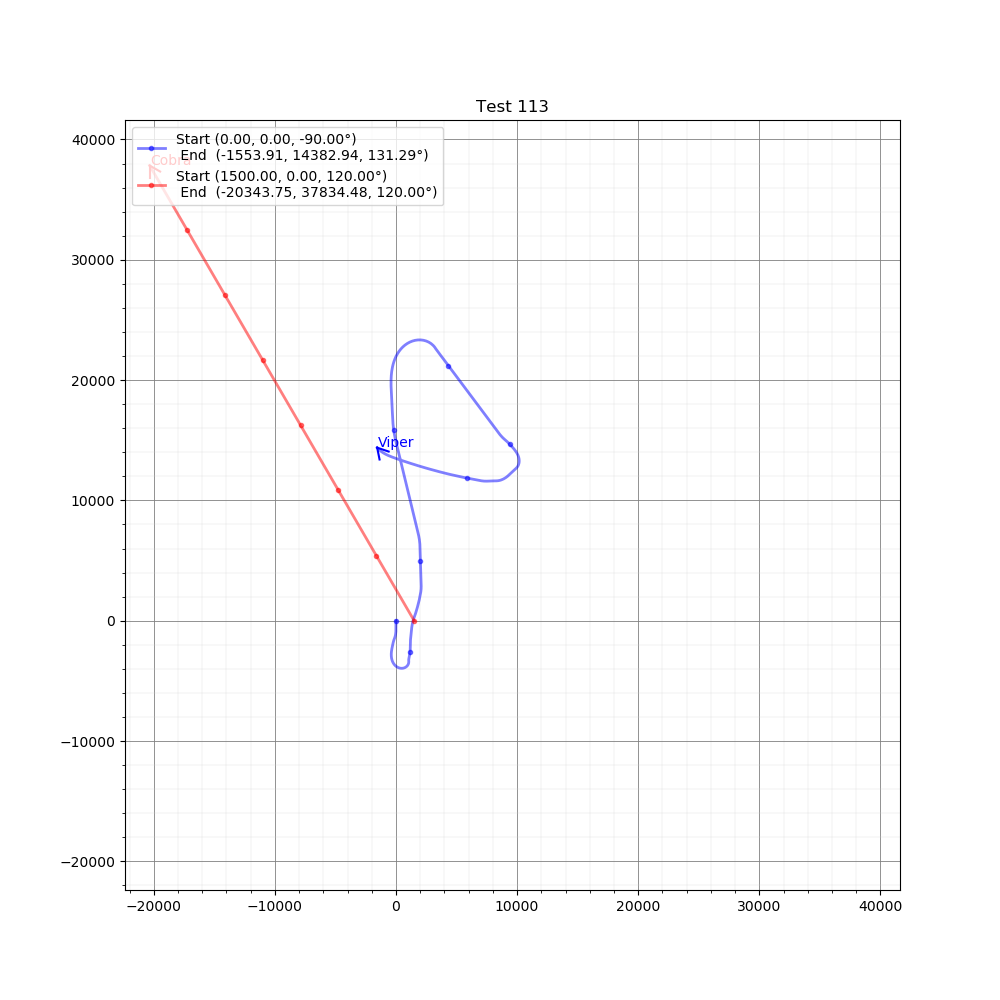 Test 113
Start (0.00, 0.00, -90.00°)
End  (-1553.91, 14382.94, 131.29°)
Start (1500.00, 0.00, 120.00°)
End  (-20343.75, 37834.48, 120.00°)
Cobra
Viper
40000
30000
20000
10000
0
−10000
−20000
−20000 −10000 0 10000 20000 30000 40000